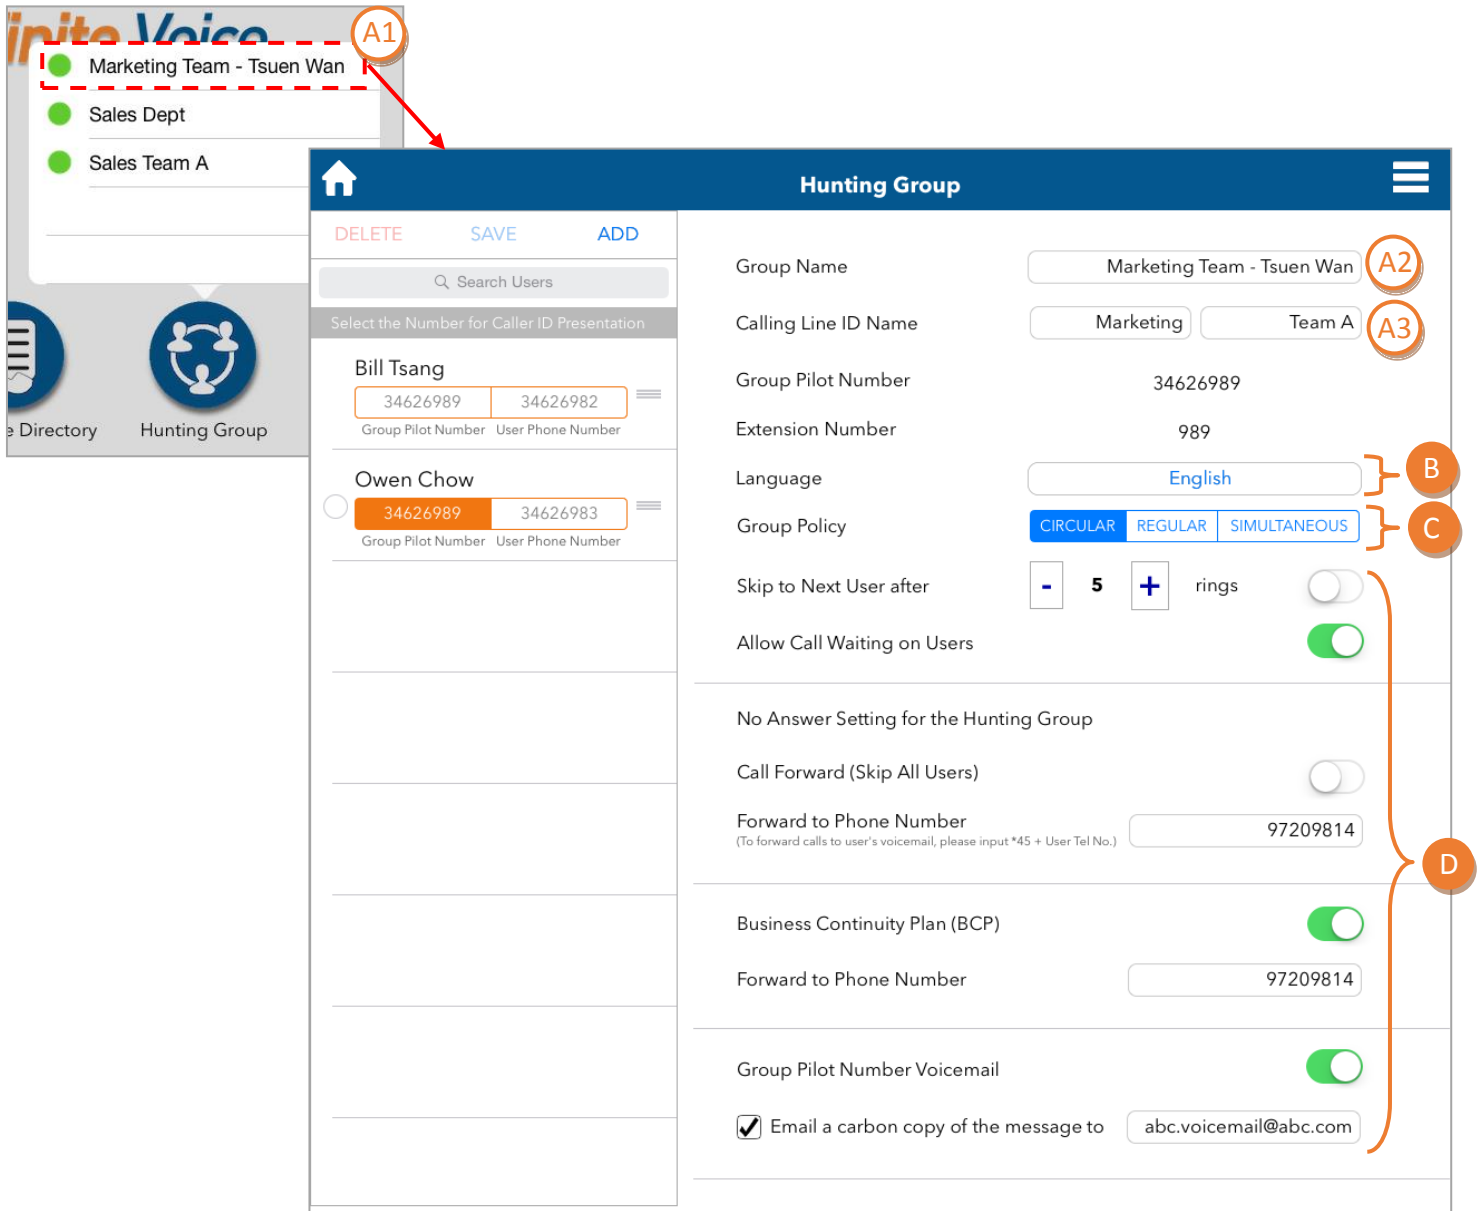 Voice
A1
Marketing Team - Tsuen Wan
Sales Dept
Sales Team A
Directory
Hunting Group
Hunting Group
DELETE SAVE ADD
Search Users
Select the Number for Caller ID Presentation
Bill Tsang
34626989 34626982
Group Pilot Number User Phone Number
Owen Chow
34626989 34626983
Group Pilot Number User Phone Number
Group Name Marketing Team - Tsuen Wan A2
Calling Line ID Name Marketing Team A A3
Group Pilot Number 34626989
Extension Number 989
Language English B
Group Policy CIRCULAR REGULAR SIMULTANEOUS C
Skip to Next User after - 5 + rings
Allow Call Waiting on Users
No Answer Setting for the Hunting Group
Call Forward (Skip All Users)
Forward to Phone Number 97209814
(To forward calls to user's voicemail, please input *45 + User Tel No.)
D
Business Continuity Plan (BCP)
Forward to Phone Number 97209814
Group Pilot Number Voicemail
Email a carbon copy of the message to abc.voicemail@abc.com